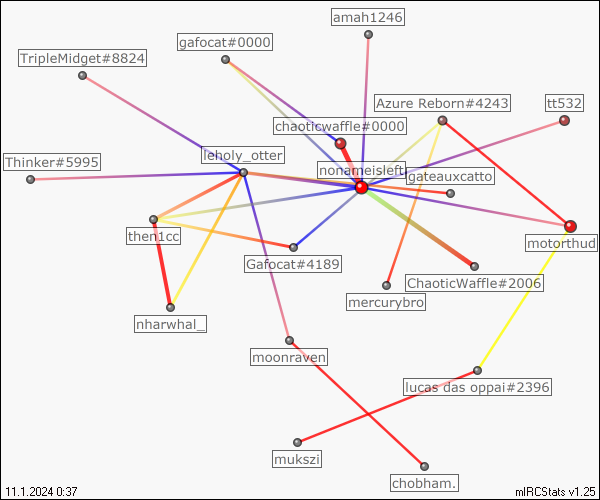 amah1246
gafocat#0000
TripleMidget#8824
Azure Reborn#4243
tt532
chaoticwaffle#0000
leholy_otter
Thinker#5995
nonameisleft.
gateauxcatto
then1cc
motorthud
Gafocat#4189
ChaoticWaffle#2006
mercurybro
nharwhal_
moonraven
lucas das oppai#2396
mukszi
chobham.
11.1.2024 0:37
mIRCStats v1.25